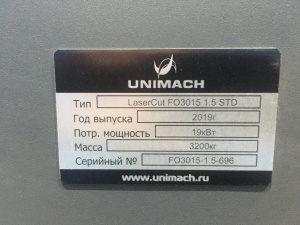 UNIMACH
Тип LaserCut FO3015 1.5 STD
Год выпуска 2019г
Потр. мощность 19кВт
Масса 3200кг
Серийный № FO3015-1.5-696
www.unimach.ru